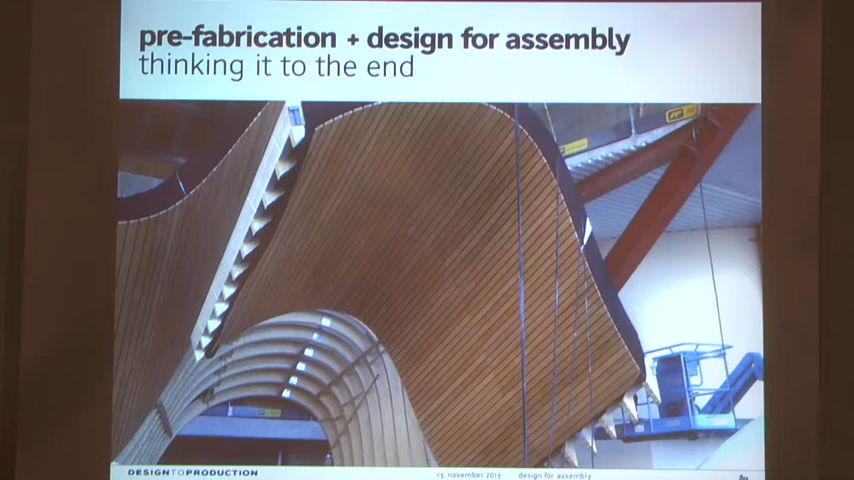 pre-fabrication + design for assembly
thinking it to the end
DESIGNTOPRODUCTION
13. november 2013
design for assembly